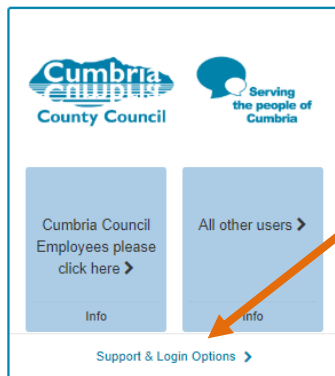 Cumbria
County Council
Serving
the people of
Cumbria
Cumbria Council
Employees please
click here >
Info
All other users >
Info
Support & Login Options >